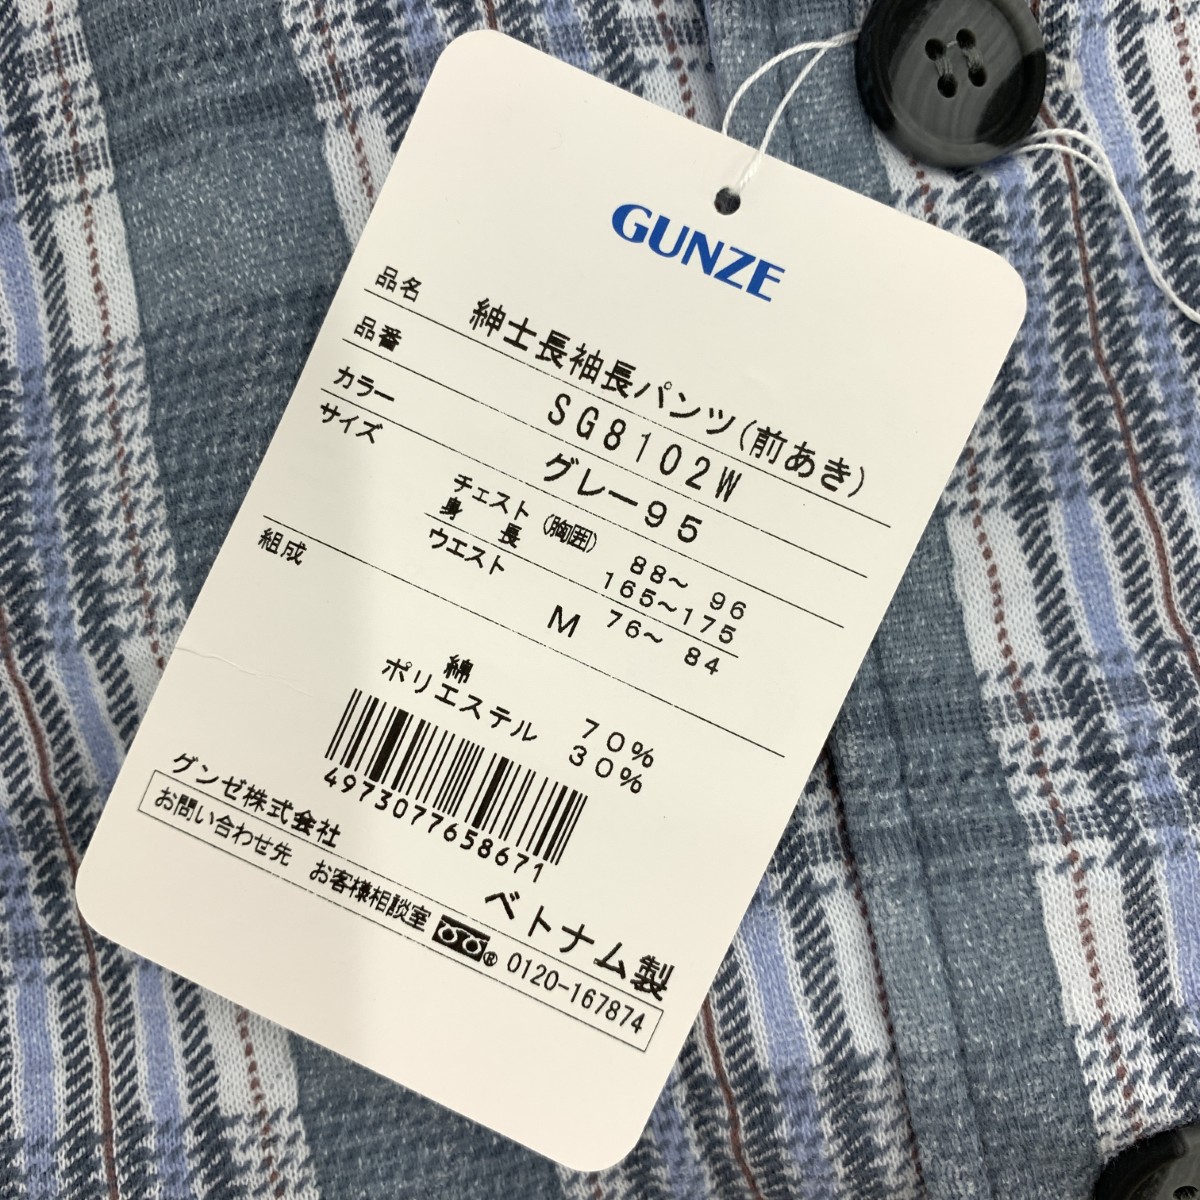 GUNZE
品名 紳士長袖長パンツ(前あき)
品番 SG8102W
カラー グレー95
サイズ チェスト(胸囲) 88～ 96
身長 165～175
ウエスト 76～ 84
M
組成
綿 70%
ポリエステル 30%
4973077658671
グンゼ株式会社
ベトナム製
お問い合わせ先 お客様相談室 ® 0120-167874